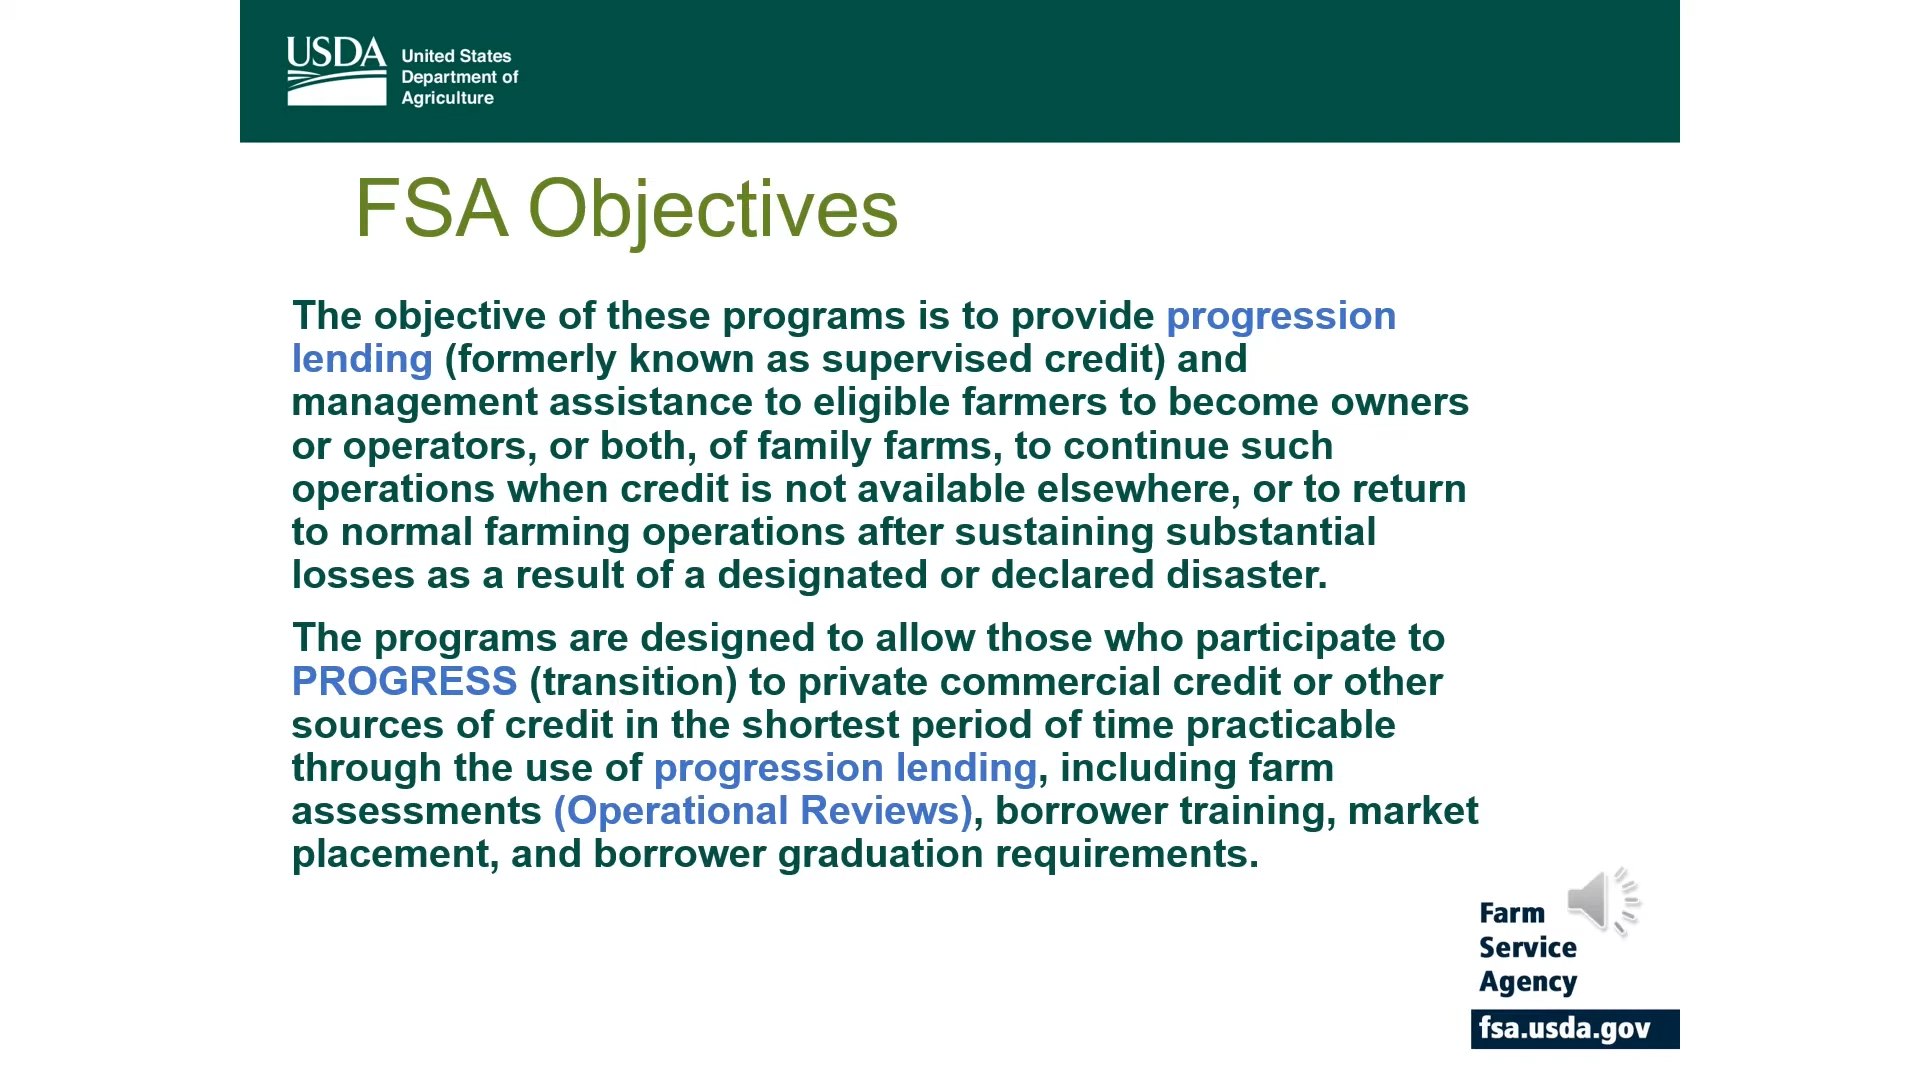 USDA
United States
Department of
Agriculture
FSA Objectives
The objective of these programs is to provide progression
lending (formerly known as supervised credit) and
management assistance to eligible farmers to become owners
or operators, or both, of family farms, to continue such
operations when credit is not available elsewhere, or to return
to normal farming operations after sustaining substantial
losses as a result of a designated or declared disaster.
The programs are designed to allow those who participate to
PROGRESS (transition) to private commercial credit or other
sources of credit in the shortest period of time practicable
through the use of progression lending, including farm
assessments (Operational Reviews), borrower training, market
placement, and borrower graduation requirements.
Farm
Service
Agency
fsa.usda.gov